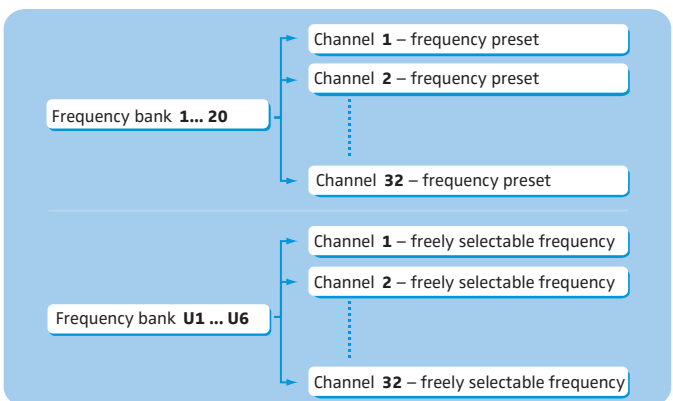 Channel 1 – frequency preset
Channel 2 – frequency preset
Frequency bank 1... 20
Channel 32 – frequency preset
Channel 1 – freely selectable frequency
Channel 2 – freely selectable frequency
Frequency bank U1 ... U6
Channel 32 – freely selectable frequency